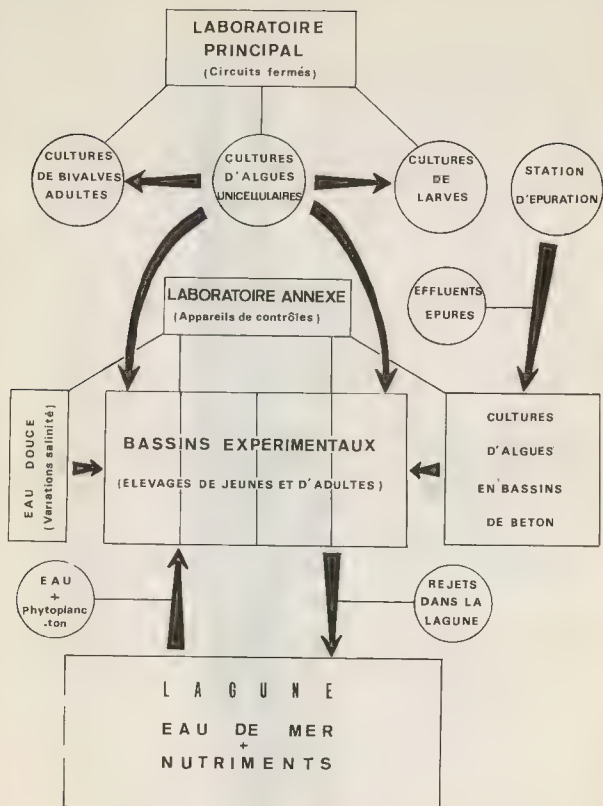 LABORATOIRE
PRINCIPAL
(Circuits fermés)
CULTURES
DE BIVALVES
ADULTES
CULTURES
D'ALGUES
UNICELLULAIRES
CULTURES
DE
LARVES
STATION
D'EPURATION
LABORATOIRE ANNEXE
(Appareils de contrôles)
EFFLUENTS
EPURES
EAU DOUCE
(Variations salinité)
BASSINS EXPERIMENTAUX
(ELEVAGES DE JEUNES ET D'ADULTES)
CULTURES
D'ALGUES
EN BASSINS
DE BETON
EAU
+
Phytoplanc
.ton
REJETS
DANS LA
LAGUNE
LAGUNE
EAU DE MER
+
NUTRIMENTS